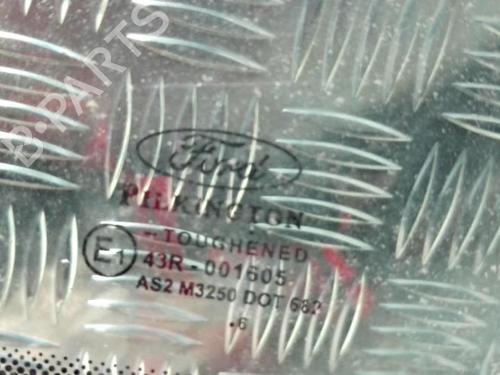 B-PARTS
Ford
PILKINGTON
TOUGHENED
E1
43R - 001605
AS2 M3250 DOT 682
.6